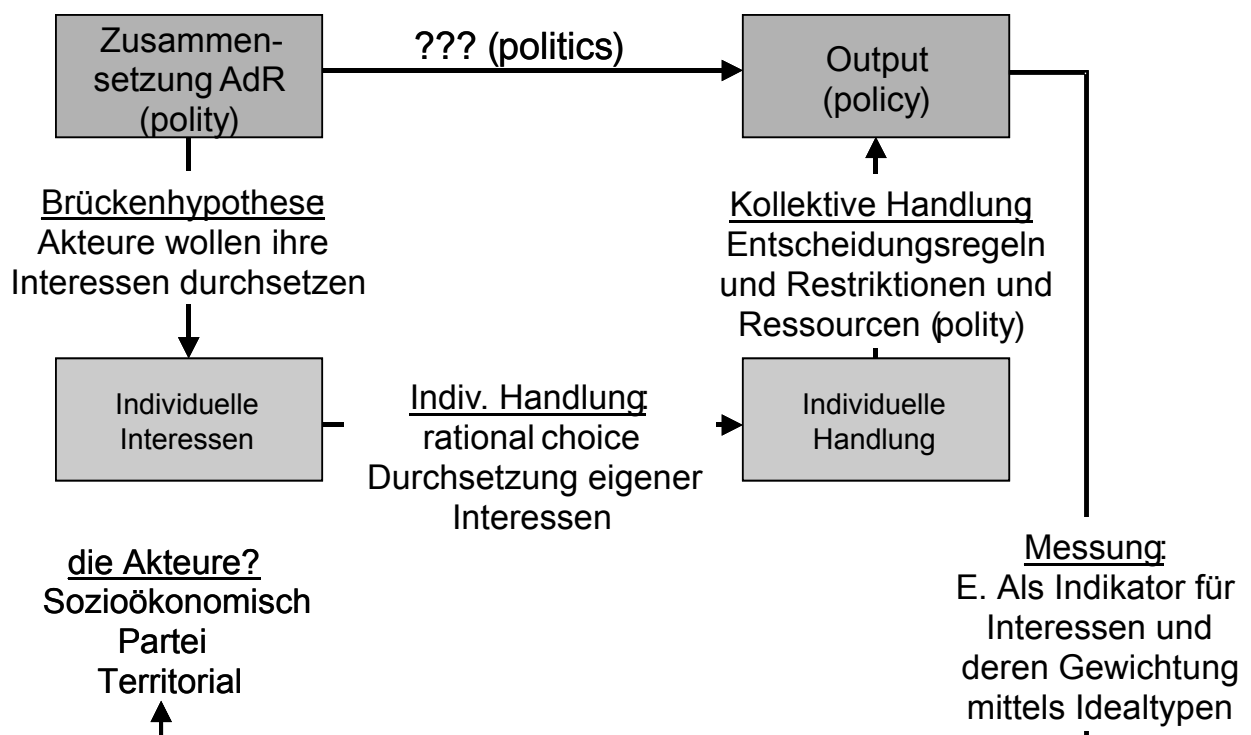 Zusammen-
setzung AdR
(polity)
??? (politics)
Output
(policy)
Brückenhypothese:
Akteure wollen ihre
Interessen durchsetzen
Kollektive Handlung:
Entscheidungsregeln
und Restriktionen und
Ressourcen (polity)
Individuelle
Interessen
Indiv. Handlung:
rational choice
Durchsetzung eigener
Interessen
Individuelle
Handlung
die Akteure?
Sozioökonomisch
Partei
Territorial
Messung:
E. Als Indikator für
Interessen und
deren Gewichtung
mittels Idealtypen